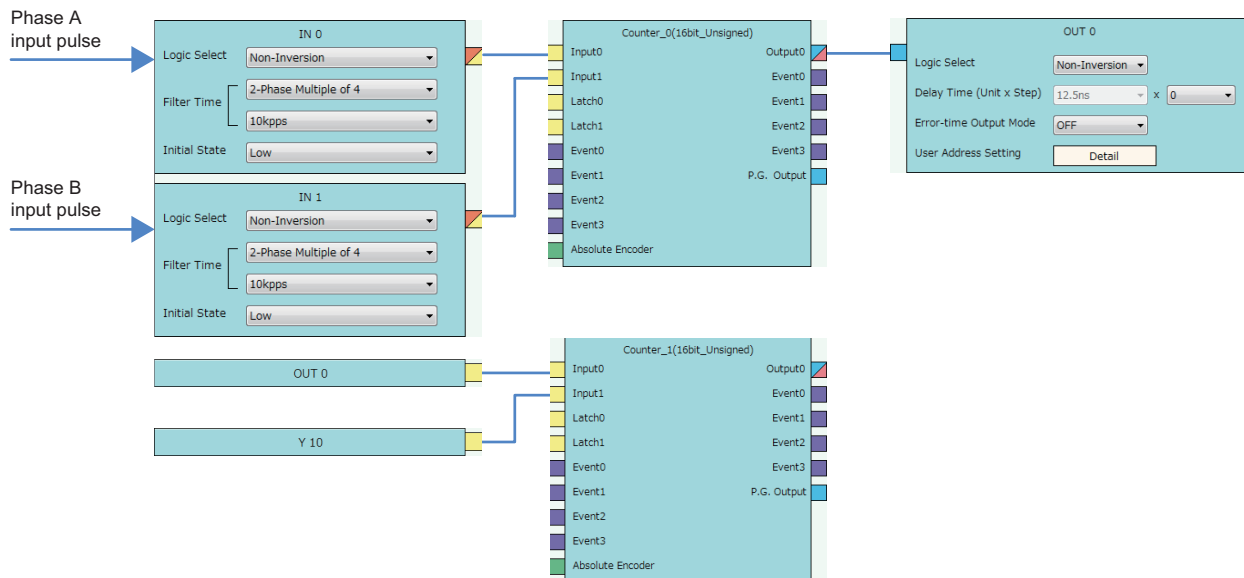 Phase A
input pulse
IN 0
Logic Select
Non-Inversion
Filter Time
2-Phase Multiple of 4
10kpps
Initial State
Low
Phase B
input pulse
IN 1
Logic Select
Non-Inversion
Filter Time
2-Phase Multiple of 4
10kpps
Initial State
Low
Counter_0(16bit_Unsigned)
Input0
Output0
Input1
Event0
Latch0
Event1
Latch1
Event2
Event0
Event3
Event1
P.G. Output
Event2
Event3
Absolute Encoder
OUT 0
Logic Select
Non-Inversion
Delay Time (Unit x Step)
12.5ns
x
0
Error-time Output Mode
OFF
User Address Setting
Detail
OUT 0
Y 10
Counter_1(16bit_Unsigned)
Input0
Output0
Input1
Event0
Latch0
Event1
Latch1
Event2
Event0
Event3
Event1
P.G. Output
Event2
Event3
Absolute Encoder